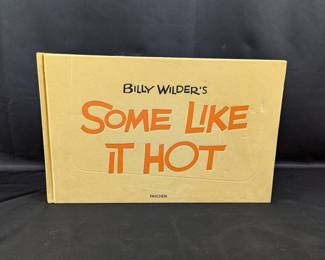 BILLY WILDER'S
SOME LIKE
IT HOT
TASCHEN